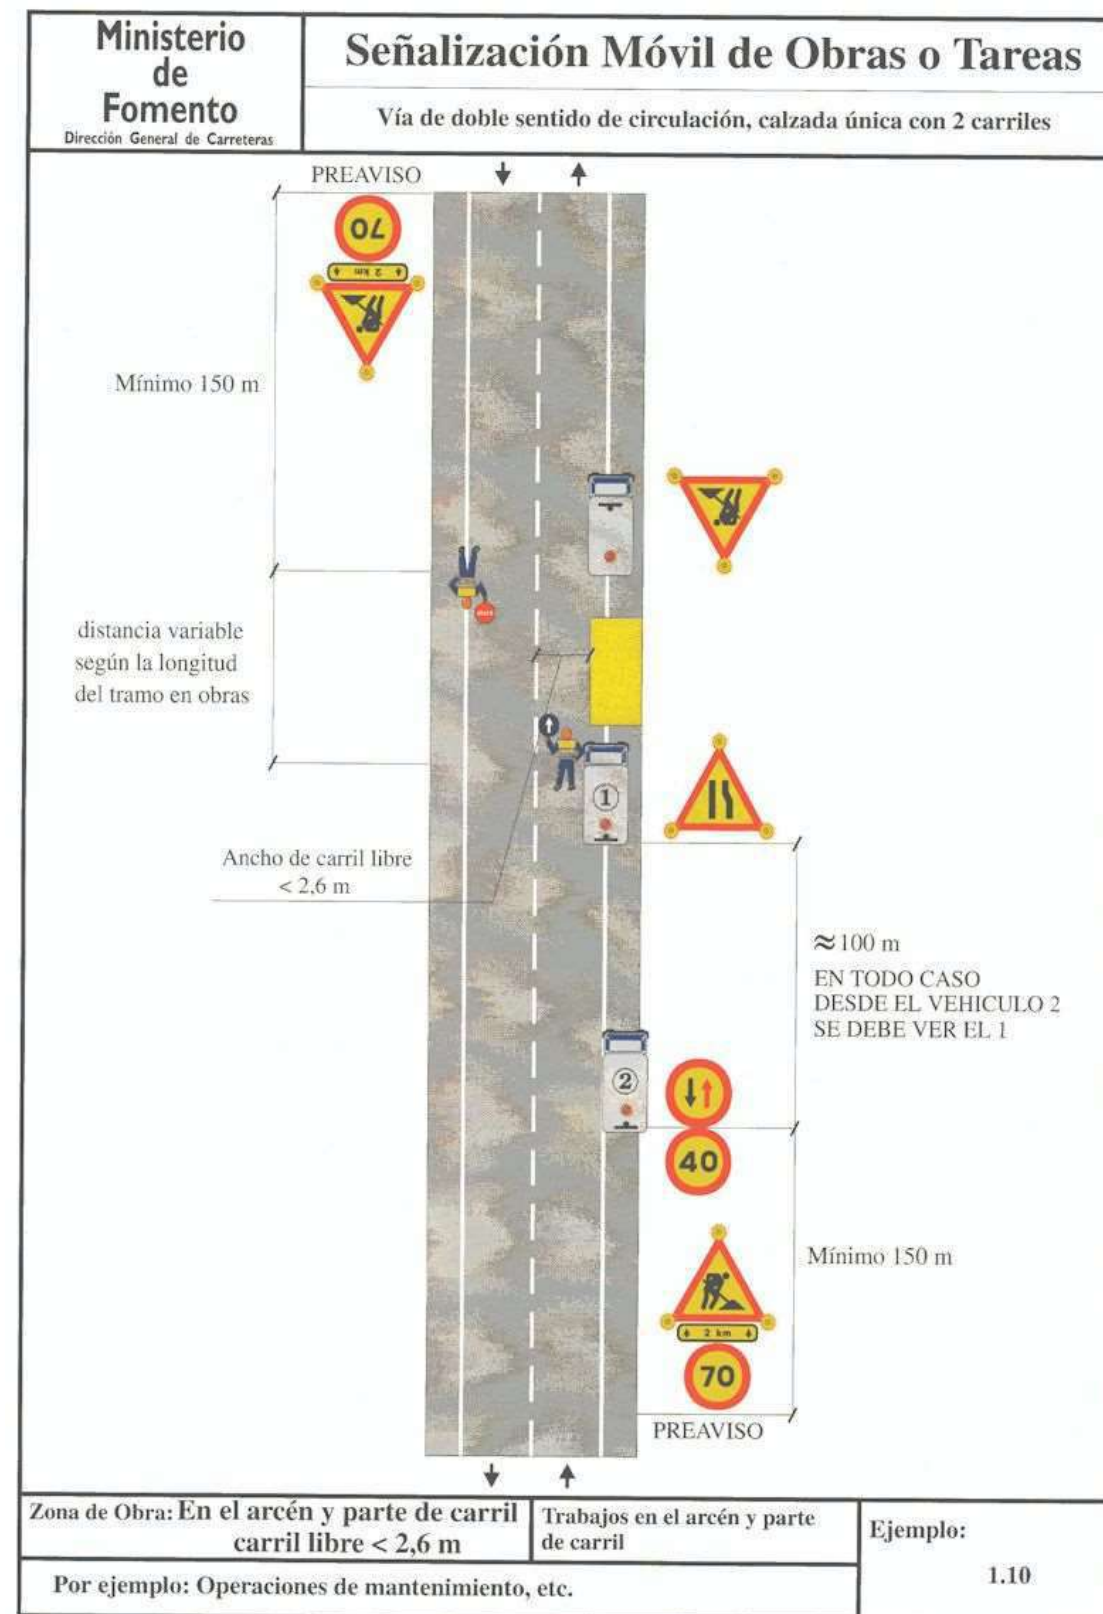 Ministerio
de
Fomento
Dirección General de Carreteras
Señalización Móvil de Obras o Tareas
Vía de doble sentido de circulación, calzada única con 2 carriles
PREAVISO
70
2 km
Mínimo 150 m
distancia variable
según la longitud
del tramo en obras
1
Ancho de carril libre
< 2,6 m
≈100 m
EN TODO CASO
DESDE EL VEHICULO 2
SE DEBE VER EL 1
2
40
Mínimo 150 m
2 km
70
PREAVISO
Zona de Obra: En el arcén y parte de carril
carril libre < 2,6 m
Trabajos en el arcén y parte
de carril
Ejemplo:
1.10
Por ejemplo: Operaciones de mantenimiento, etc.